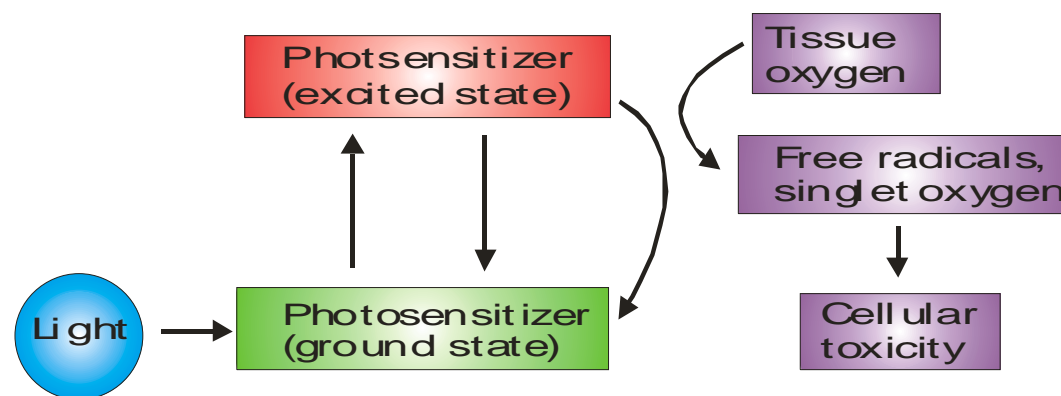 Photsensitizer
(excited state)
Tissue
oxygen
Free radicals,
singlet oxygen
Light
Photosensitizer
(ground state)
Cellular
toxicity